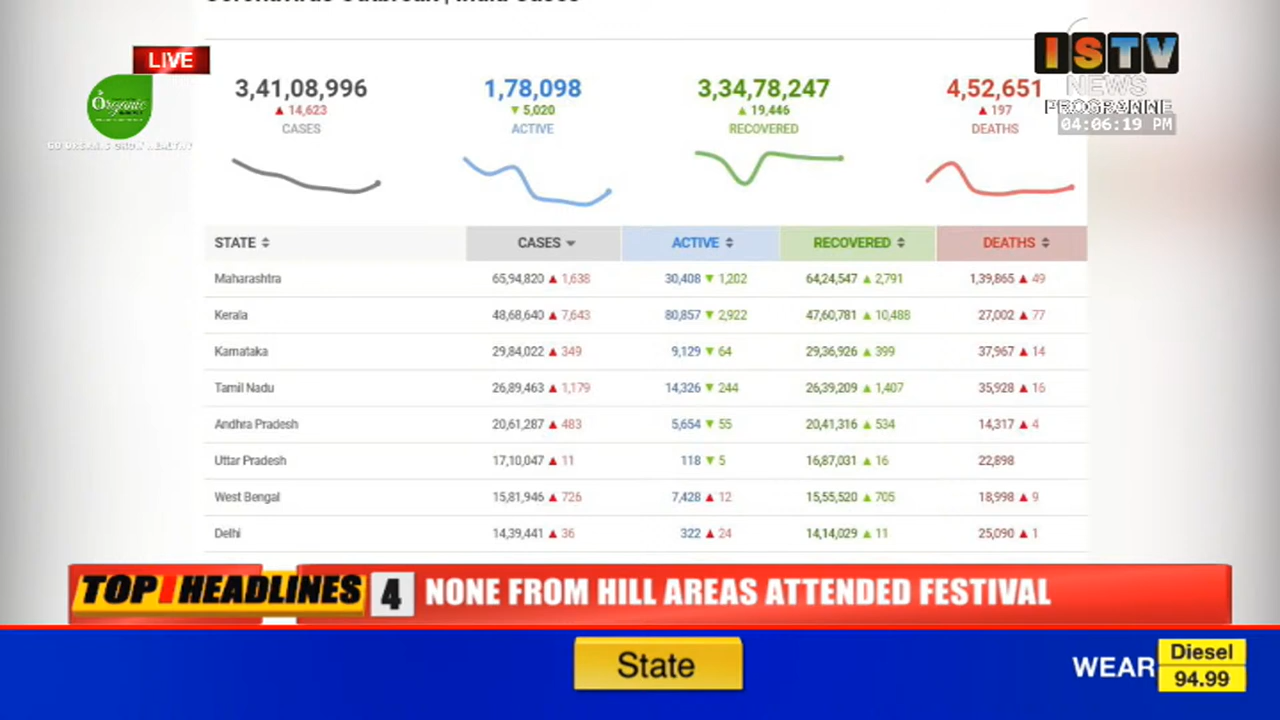 Coronavirus Outbreak | India Cases
LIVE
ISTV
NEWS
PROGRAMME
04:06:19 PM
Organic
3,41,08,996 1,78,098 3,34,78,247 4,52,651
▲ 14,623 ▼ 5,020 ▲ 19,446 ▲ 197
CASES ACTIVE RECOVERED DEATHS
STATE CASES ACTIVE RECOVERED DEATHS
Maharashtra 65,94,820 ▲ 1,638 30,408 ▼ 1,202 64,24,547 ▲ 2,791 1,39,865 ▲ 49
Kerala 48,68,640 ▲ 7,643 80,857 ▼ 2,922 47,60,781 ▲ 10,488 27,002 ▲ 77
Karnataka 29,84,022 ▲ 349 9,129 ▼ 64 29,36,926 ▲ 399 37,967 ▲ 14
Tamil Nadu 26,89,463 ▲ 1,179 14,326 ▼ 244 26,39,209 ▲ 1,407 35,928 ▲ 16
Andhra Pradesh 20,61,287 ▲ 483 5,654 ▼ 55 20,41,316 ▲ 534 14,317 ▲ 4
Uttar Pradesh 17,10,047 ▲ 11 118 ▼ 5 16,87,031 ▲ 16 22,898
West Bengal 15,81,946 ▲ 726 7,428 ▲ 12 15,55,520 ▲ 705 18,998 ▲ 9
Delhi 14,39,441 ▲ 36 322 ▲ 24 14,14,029 ▲ 11 25,090 ▲ 1
TOP HEADLINES 4 NONE FROM HILL AREAS ATTENDED FESTIVAL
State
WEAR
Diesel
94.99